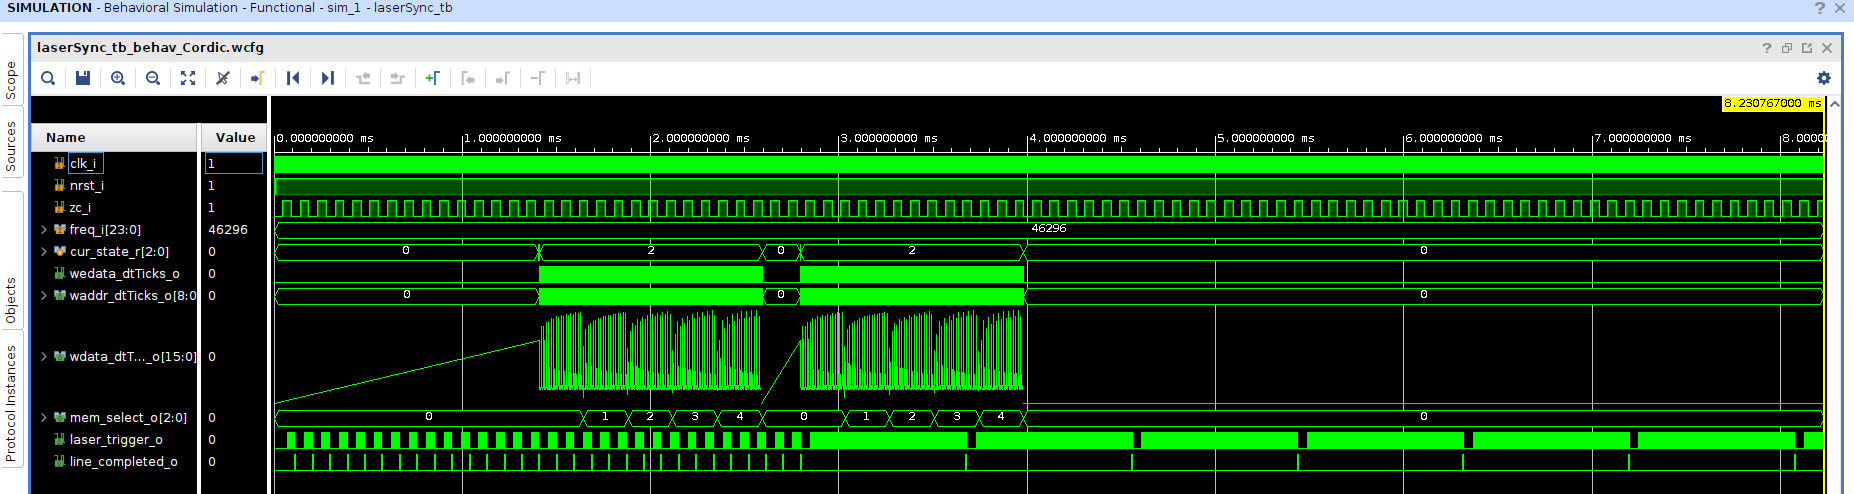 SIMULATION - Behavioral Simulation - Functional - sim_1 - laserSync_tb
? ×
Scope
Sources
Objects
Protocol Instances
laserSync_tb_behav_Cordic.wcfg
?
8.230767000 ms
Name Value
0.000000000 ms 1.000000000 ms 2.000000000 ms 3.000000000 ms 4.000000000 ms 5.000000000 ms 6.000000000 ms 7.000000000 ms 8.0000
clk_i 1
nrst_i 1
zc_i 1
freq_i[23:0] 46296 46296
cur_state_r[2:0] 0 0 2 0 2 0
wedata_dtTicks_o 0
waddr_dtTicks_o[8:0 0 0 0 0
wdata_dtT..._o[15:0] 0
mem_select_o[2:0] 0 0 1 2 3 4 0 1 2 3 4 0
laser_trigger_o 0
line_completed_o 0